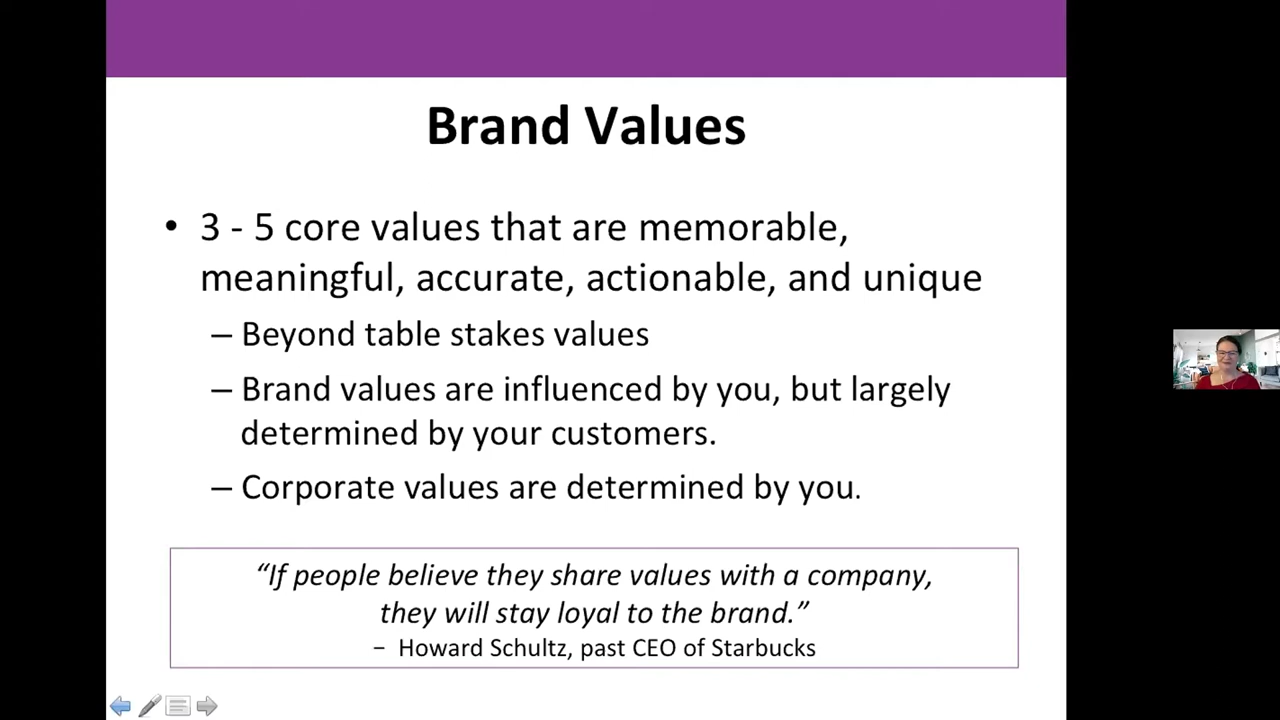 Brand Values
• 3 - 5 core values that are memorable,
meaningful, accurate, actionable, and unique
– Beyond table stakes values
– Brand values are influenced by you, but largely
determined by your customers.
– Corporate values are determined by you.
“If people believe they share values with a company,
they will stay loyal to the brand.”
– Howard Schultz, past CEO of Starbucks